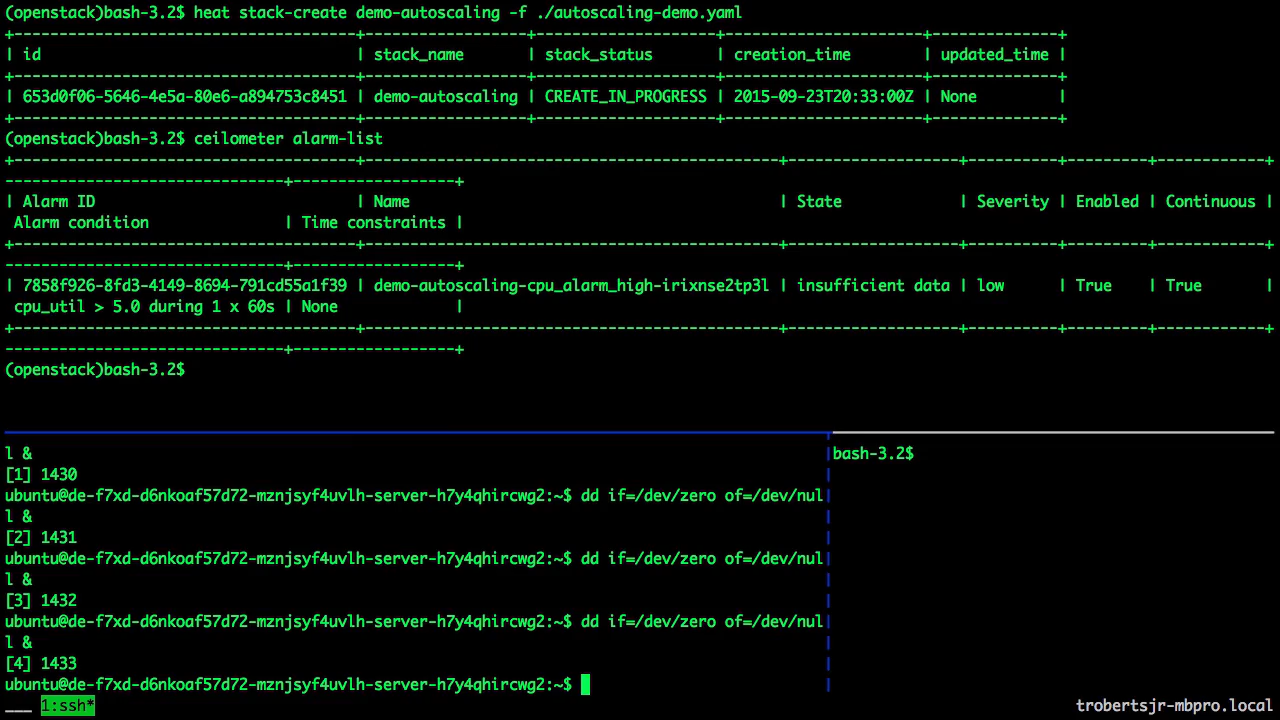 (openstack)bash-3.2$ heat stack-create demo-autoscaling -f ./autoscaling-demo.yaml
+--------------------------------------+------------------+--------------------+----------------------+--------------+
| id                                   | stack_name       | stack_status       | creation_time        | updated_time |
+--------------------------------------+------------------+--------------------+----------------------+--------------+
| 653d0f06-5646-4e5a-80e6-a894753c8451 | demo-autoscaling | CREATE_IN_PROGRESS | 2015-09-23T20:33:00Z | None         |
+--------------------------------------+------------------+--------------------+----------------------+--------------+
(openstack)bash-3.2$ ceilometer alarm-list
+--------------------------------------+----------------------------------------------+-------------------+----------+---------+------------+
-------------------------------+------------------+
| Alarm ID                             | Name                                         | State             | Severity | Enabled | Continuous |
 Alarm condition               | Time constraints |
+--------------------------------------+----------------------------------------------+-------------------+----------+---------+------------+
-------------------------------+------------------+
| 7858f926-8fd3-4149-8694-791cd55a1f39 | demo-autoscaling-cpu_alarm_high-irixnse2tp3l | insufficient data | low      | True    | True       |
 cpu_util > 5.0 during 1 x 60s | None             |
+--------------------------------------+----------------------------------------------+-------------------+----------+---------+------------+
-------------------------------+------------------+
(openstack)bash-3.2$
l &
[1] 1430
ubuntu@de-f7xd-d6nkoaf57d72-mznjsyf4uvlh-server-h7y4qhircwg2:~$ dd if=/dev/zero of=/dev/nul
l &
[2] 1431
ubuntu@de-f7xd-d6nkoaf57d72-mznjsyf4uvlh-server-h7y4qhircwg2:~$ dd if=/dev/zero of=/dev/nul
l &
[3] 1432
ubuntu@de-f7xd-d6nkoaf57d72-mznjsyf4uvlh-server-h7y4qhircwg2:~$ dd if=/dev/zero of=/dev/nul
l &
[4] 1433
ubuntu@de-f7xd-d6nkoaf57d72-mznjsyf4uvlh-server-h7y4qhircwg2:~$
bash-3.2$
___ 1:ssh*
trobertsjr-mbpro.local